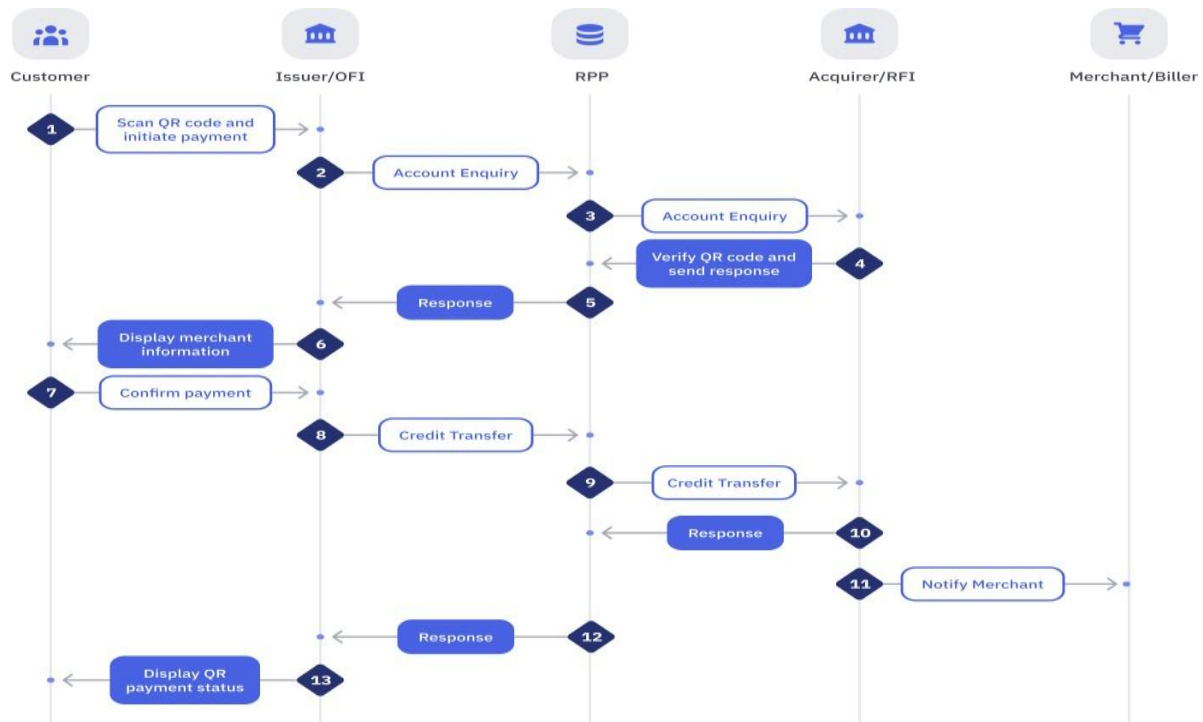 Customer
Issuer/OFI
RPP
Acquirer/RFI
Merchant/Biller
1
Scan QR code and
initiate payment
2
Account Enquiry
3
Account Enquiry
Verify QR code and
send response
4
Response
5
Display merchant
information
6
7
Confirm payment
8
Credit Transfer
9
Credit Transfer
Response
10
11
Notify Merchant
Response
12
Display QR
payment status
13